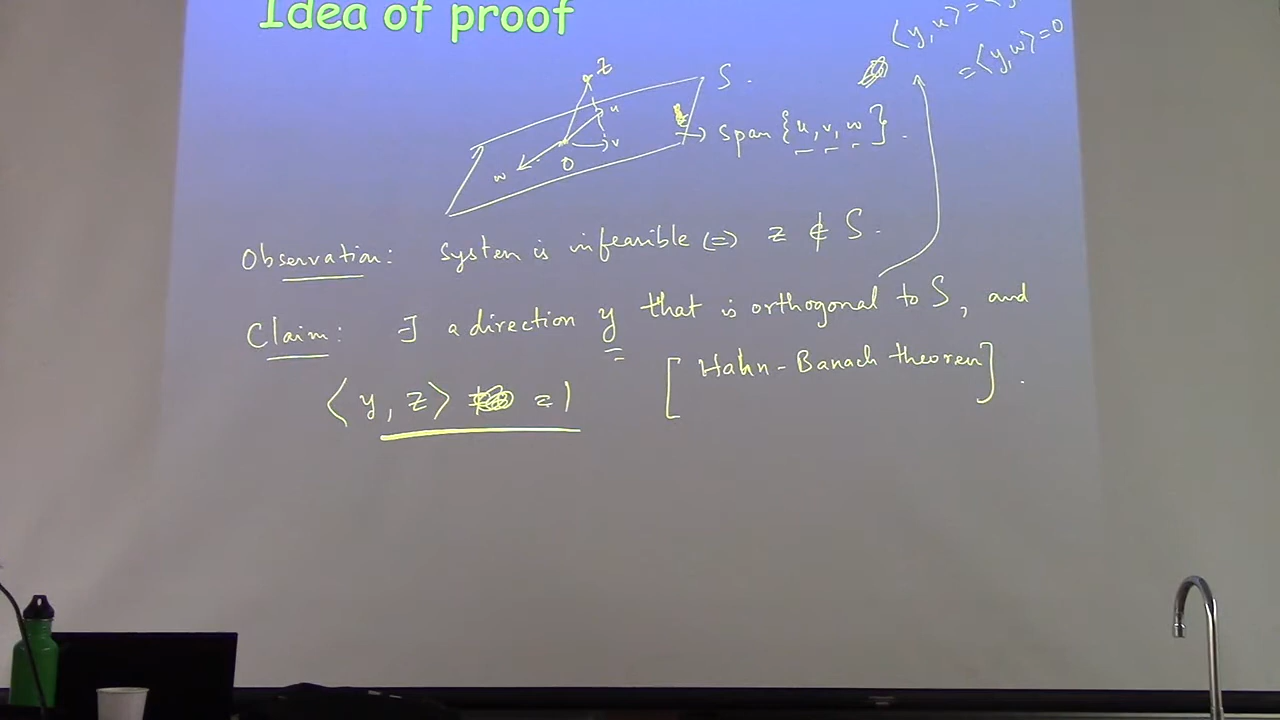 Idea of proof
⟨y, u⟩ = ⟨y
= ⟨y, w⟩ = 0
z
S .
u
→ span {u, v, w} .
v
w
0
Observation: System is infeasible (=) z ∉ S .
Claim: ∃ a direction y that is orthogonal to S, and
⟨y, z⟩ = 1 [Hahn-Banach theorem] .